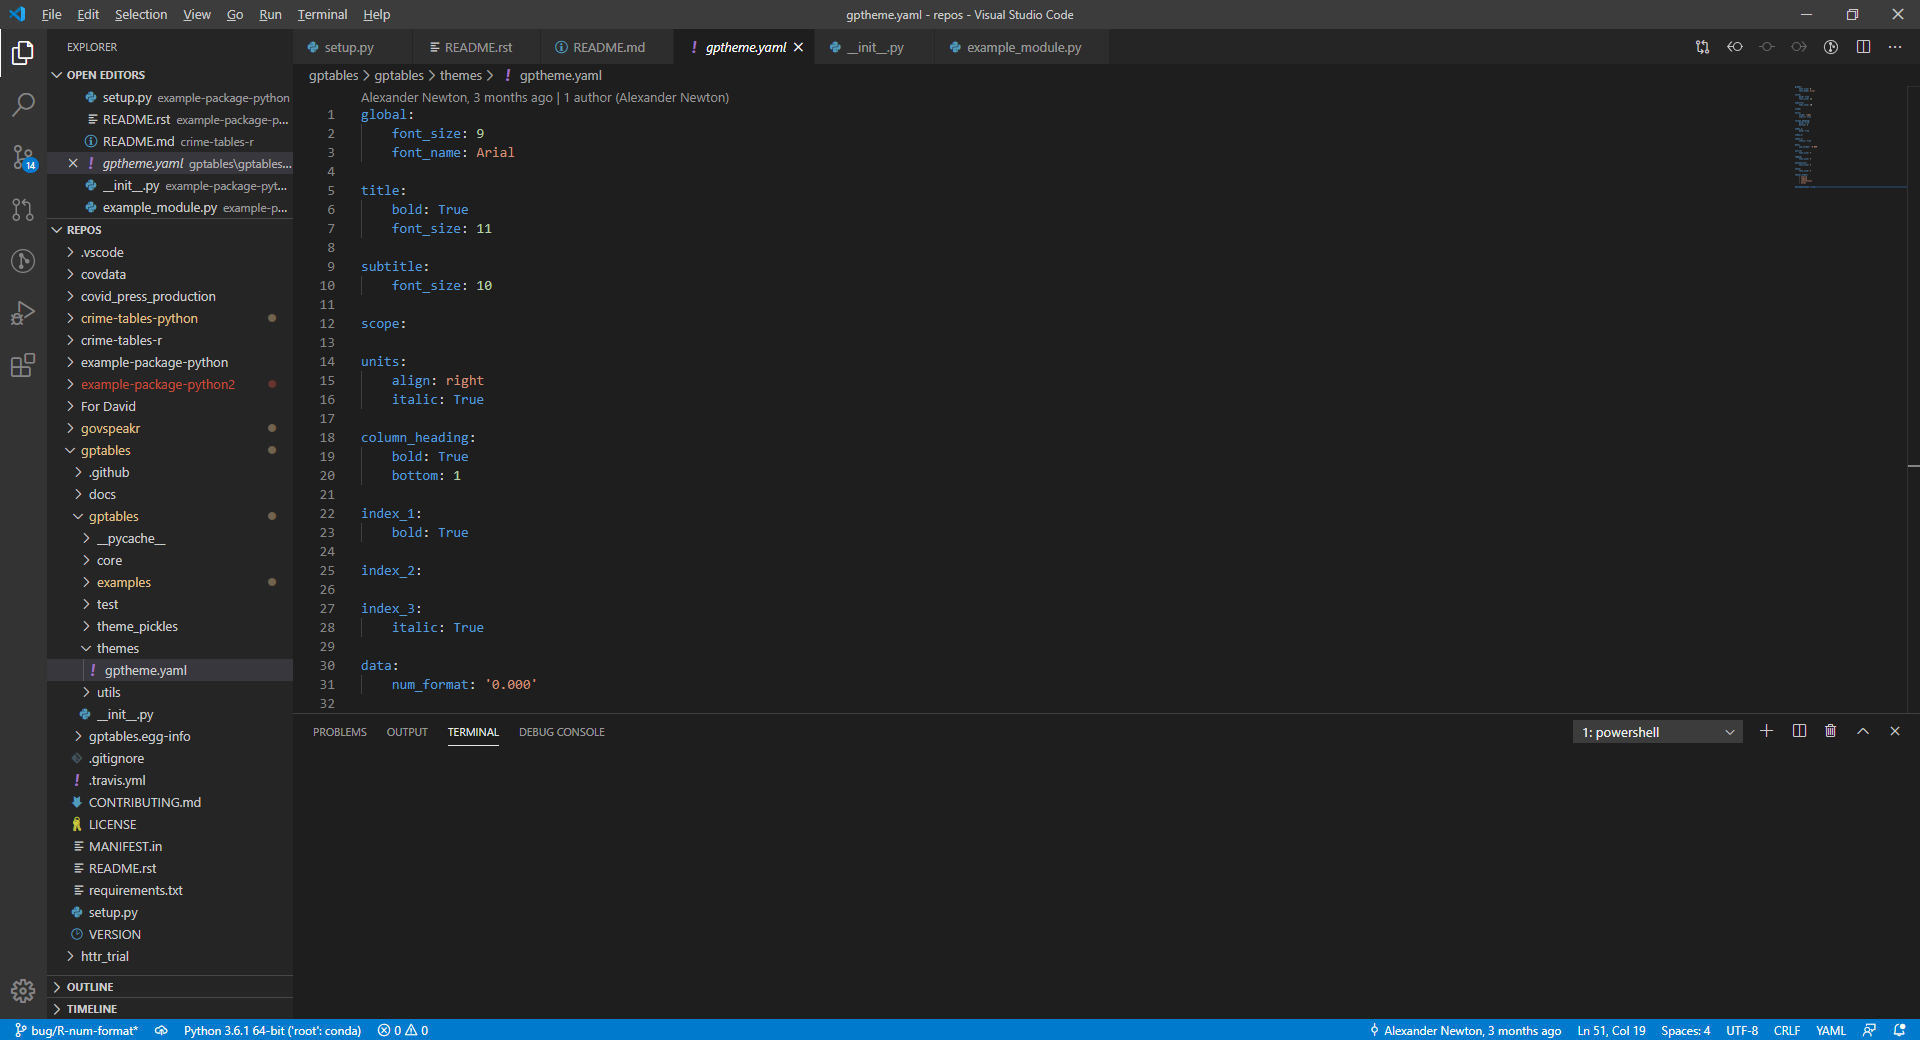 File Edit Selection View Go Run Terminal Help
gptheme.yaml - repos - Visual Studio Code
EXPLORER
OPEN EDITORS
setup.py example-package-python
README.rst example-package-p...
README.md crime-tables-r
gptheme.yaml gptables\gptables...
__init__.py example-package-pyt...
example_module.py example-p...
REPOS
.vscode
covdata
covid_press_production
crime-tables-python
crime-tables-r
example-package-python
example-package-python2
For David
govspeakr
gptables
.github
docs
gptables
__pycache__
core
examples
test
theme_pickles
themes
gptheme.yaml
utils
__init__.py
gptables.egg-info
.gitignore
.travis.yml
CONTRIBUTING.md
LICENSE
MANIFEST.in
README.rst
requirements.txt
setup.py
VERSION
httr_trial
OUTLINE
TIMELINE
14
setup.py README.rst README.md gptheme.yaml __init__.py example_module.py
gptables > gptables > themes > ! gptheme.yaml
Alexander Newton, 3 months ago | 1 author (Alexander Newton)
1 global:
2 font_size: 9
3 font_name: Arial
4
5 title:
6 bold: True
7 font_size: 11
8
9 subtitle:
10 font_size: 10
11
12 scope:
13
14 units:
15 align: right
16 italic: True
17
18 column_heading:
19 bold: True
20 bottom: 1
21
22 index_1:
23 bold: True
24
25 index_2:
26
27 index_3:
28 italic: True
29
30 data:
31 num_format: '0.000'
32
PROBLEMS OUTPUT TERMINAL DEBUG CONSOLE
1: powershell
bug/R-num-format* Python 3.6.1 64-bit ('root': conda) 0 0
Alexander Newton, 3 months ago Ln 51, Col 19 Spaces: 4 UTF-8 CRLF YAML